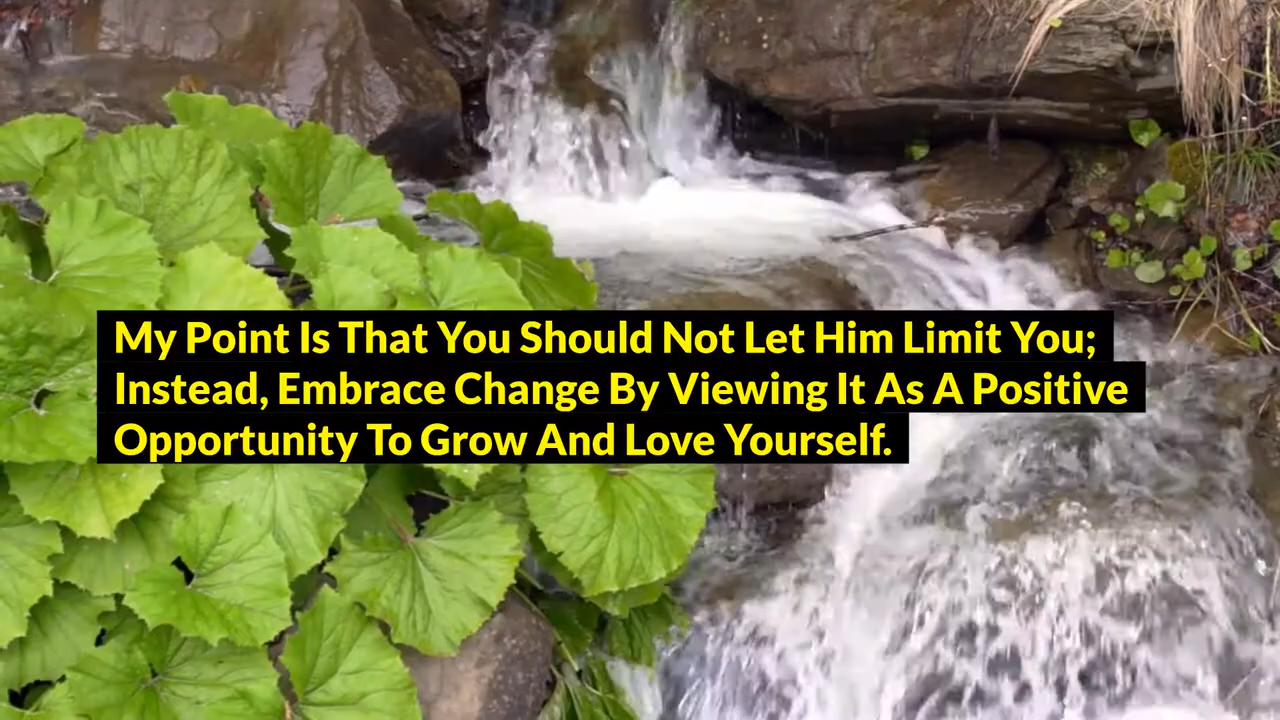 My Point Is That You Should Not Let Him Limit You;
Instead, Embrace Change By Viewing It As A Positive
Opportunity To Grow And Love Yourself.